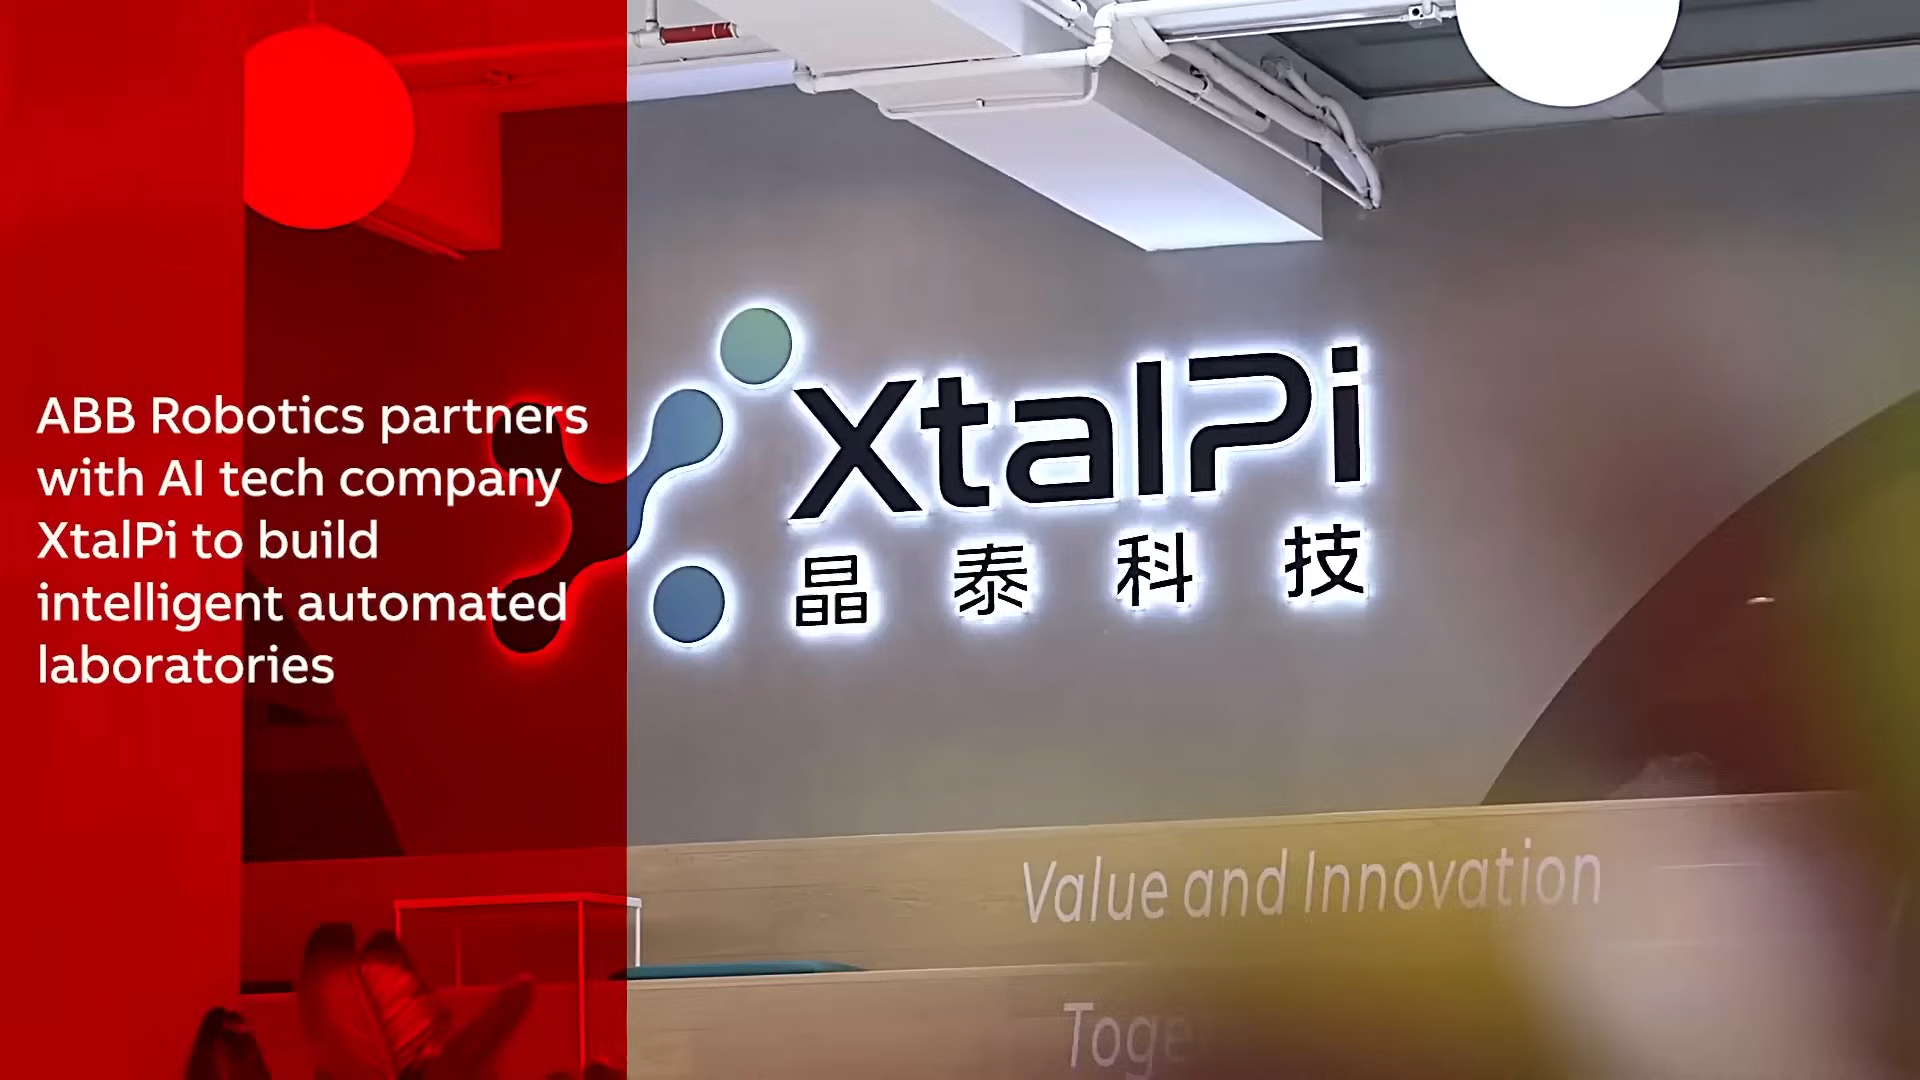 ABB Robotics partners
with AI tech company
XtalPi to build
intelligent automated
laboratories
XtalPi
晶泰科技
Value and Innovation